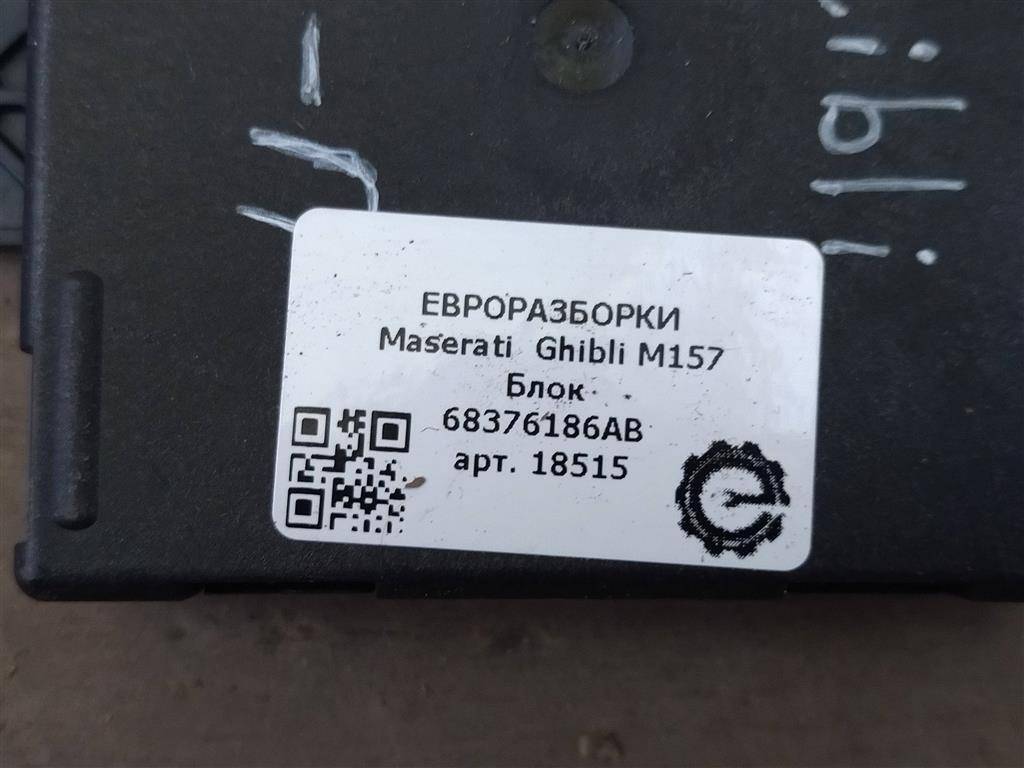 ЕВРОРАЗБОРКИ
Maserati Ghibli M157
Блок
68376186AB
арт. 18515